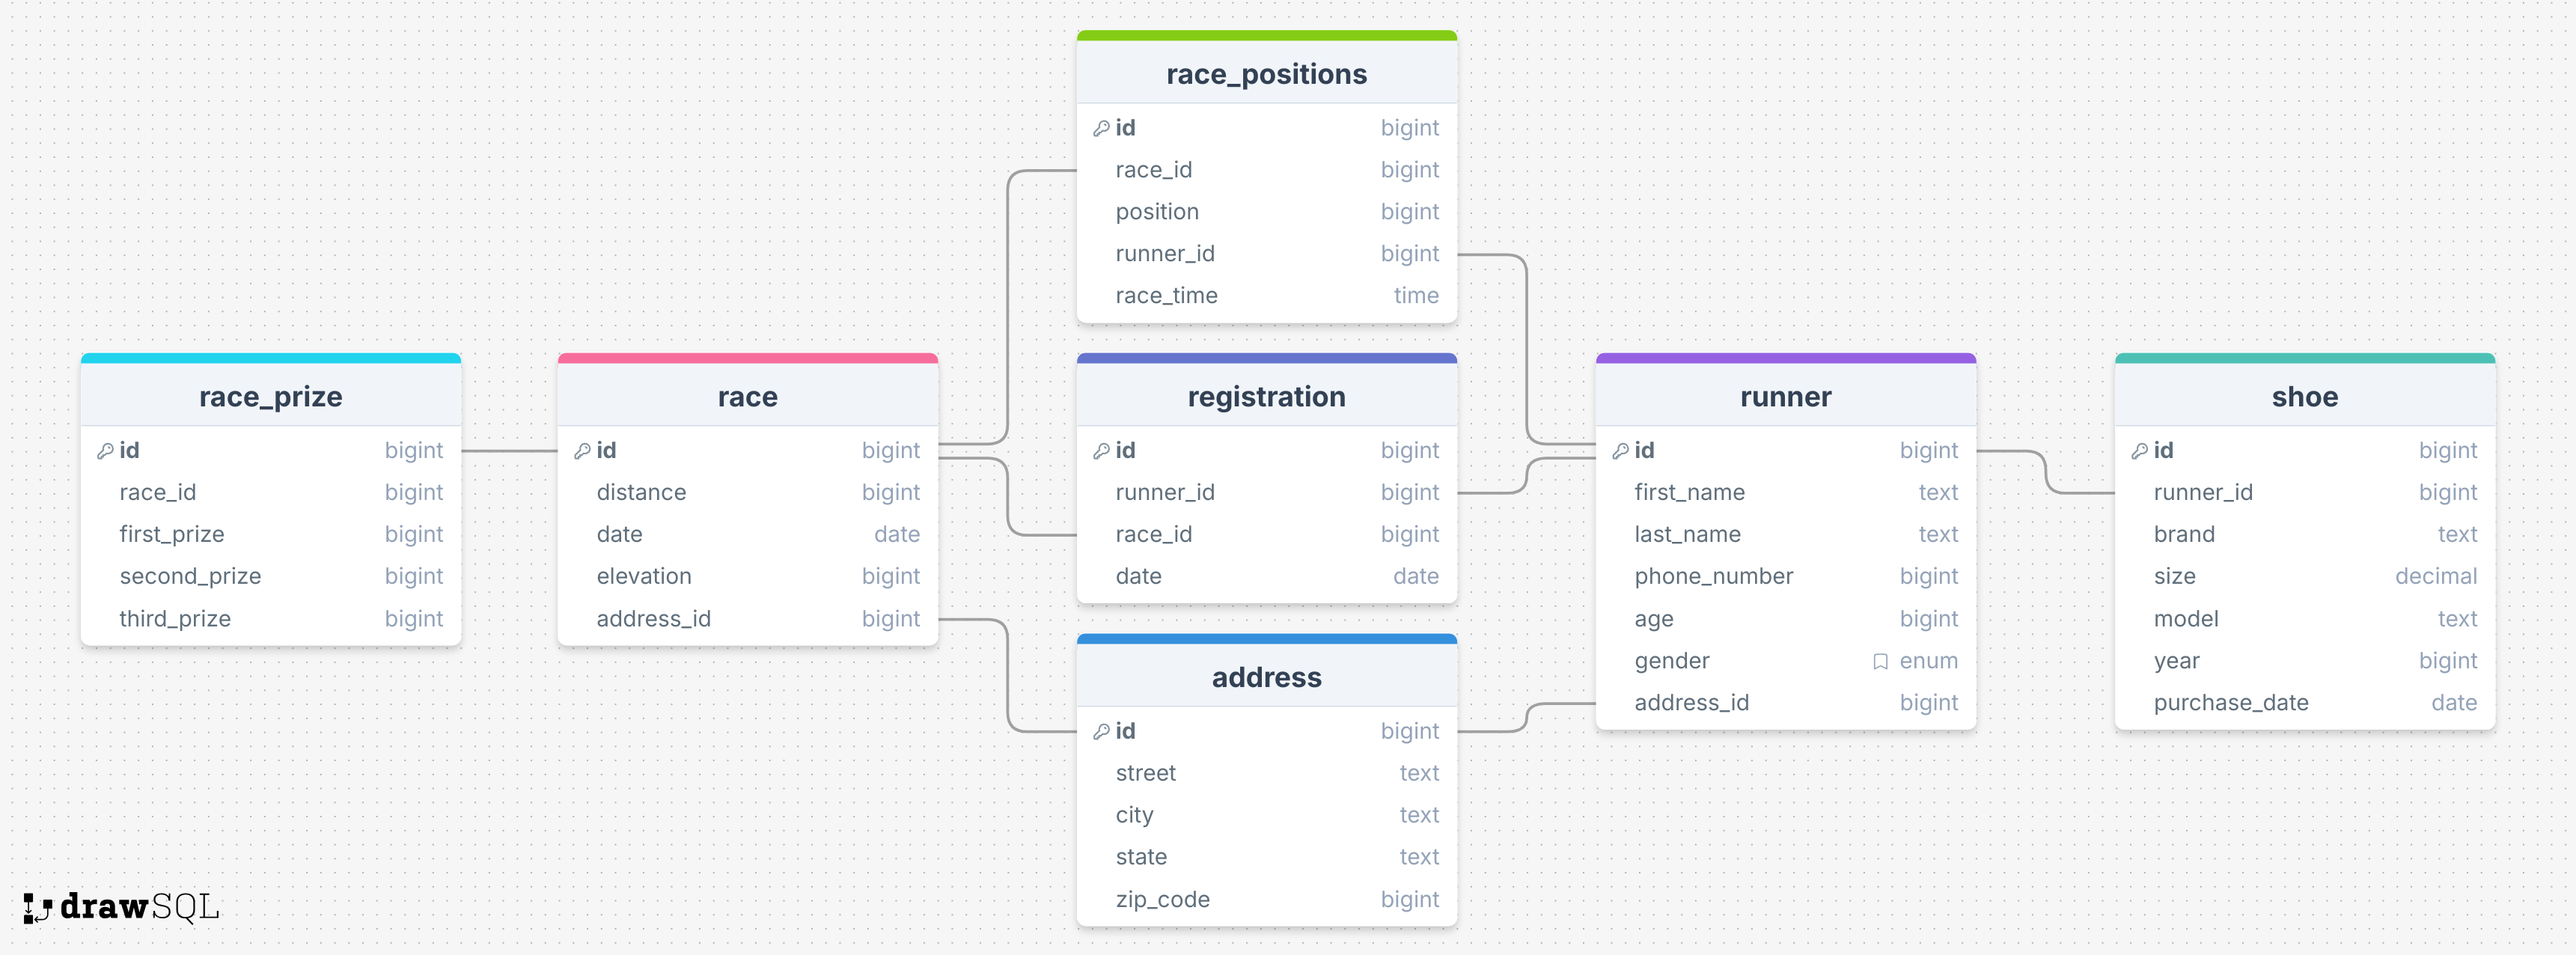 race_positions
id bigint
race_id bigint
position bigint
runner_id bigint
race_time time
race_prize
id bigint
race_id bigint
first_prize bigint
second_prize bigint
third_prize bigint
race
id bigint
distance bigint
date date
elevation bigint
address_id bigint
registration
id bigint
runner_id bigint
race_id bigint
date date
runner
id bigint
first_name text
last_name text
phone_number bigint
age bigint
gender enum
address_id bigint
shoe
id bigint
runner_id bigint
brand text
size decimal
model text
year bigint
purchase_date date
address
id bigint
street text
city text
state text
zip_code bigint
drawSQL